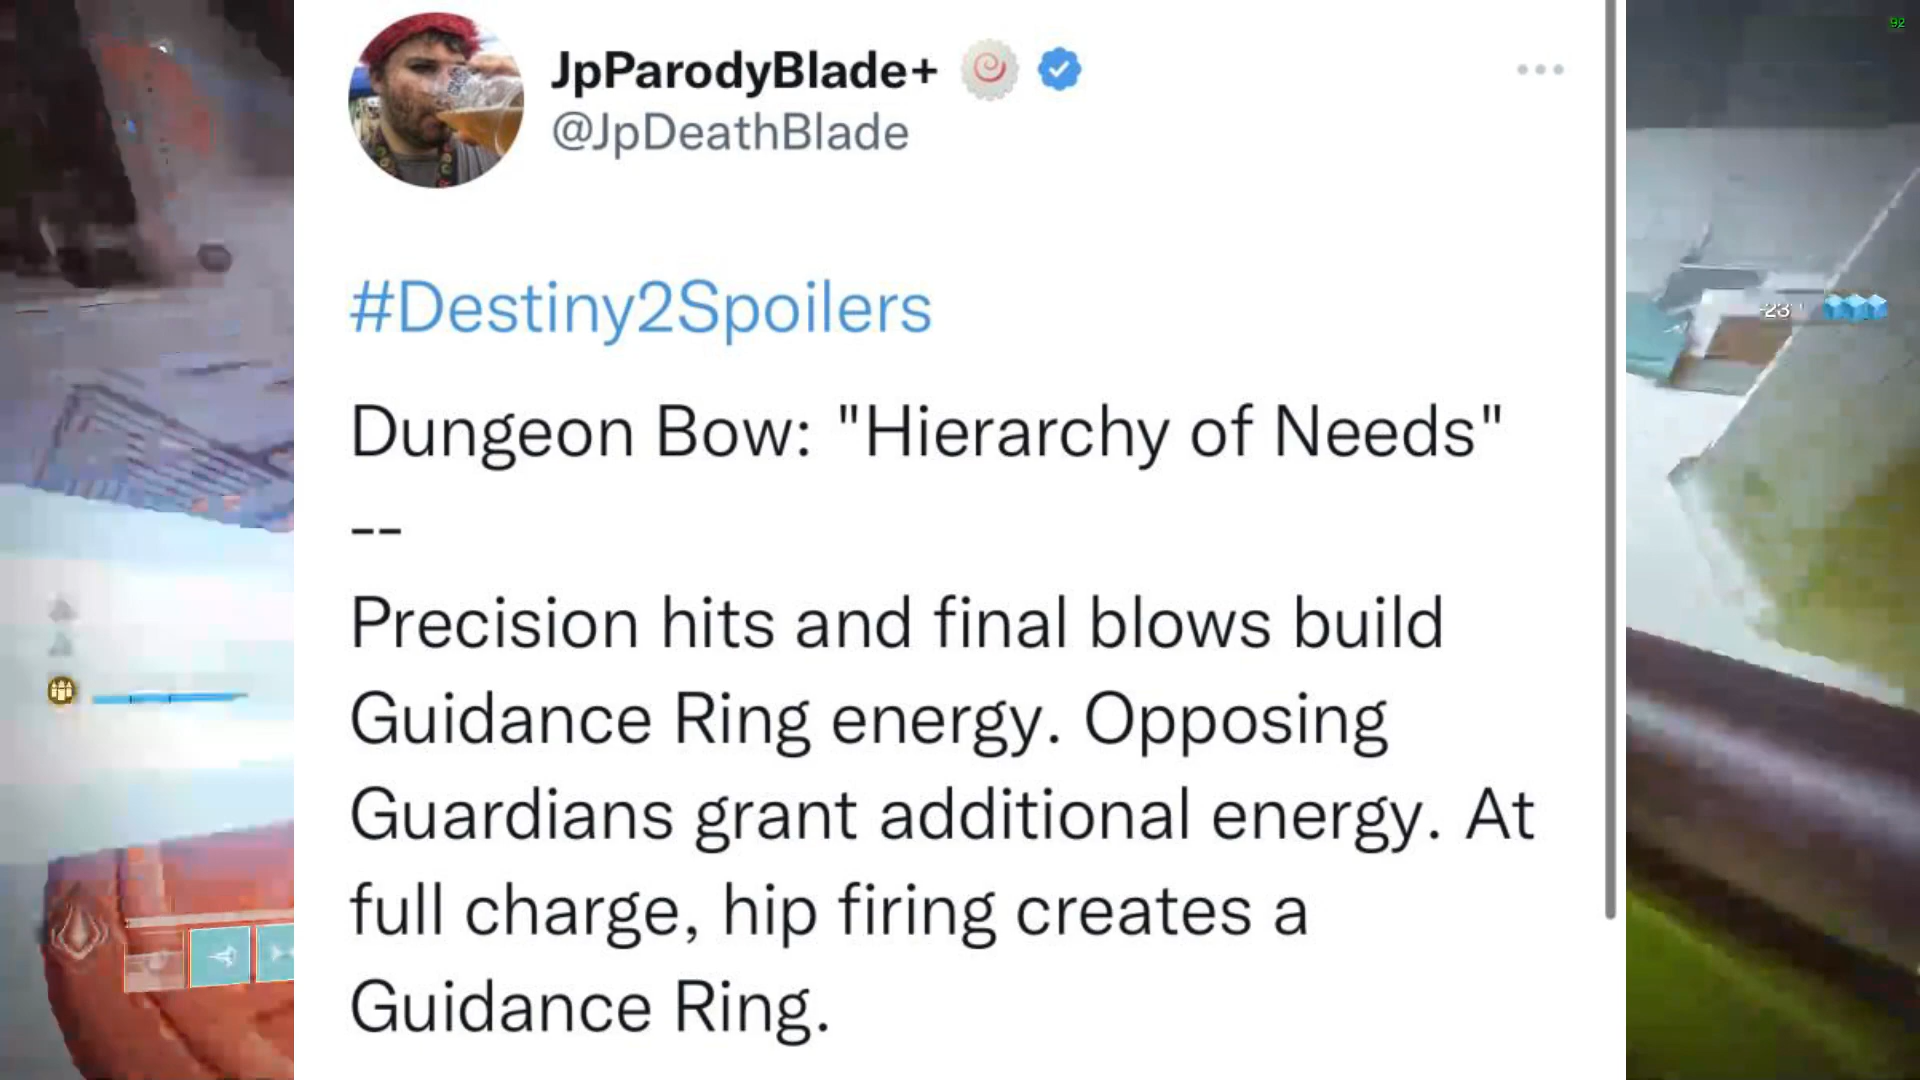 92
JpParodyBlade+
@JpDeathBlade
#Destiny2Spoilers
Dungeon Bow: "Hierarchy of Needs"
--
Precision hits and final blows build
Guidance Ring energy. Opposing
Guardians grant additional energy. At
full charge, hip firing creates a
Guidance Ring.